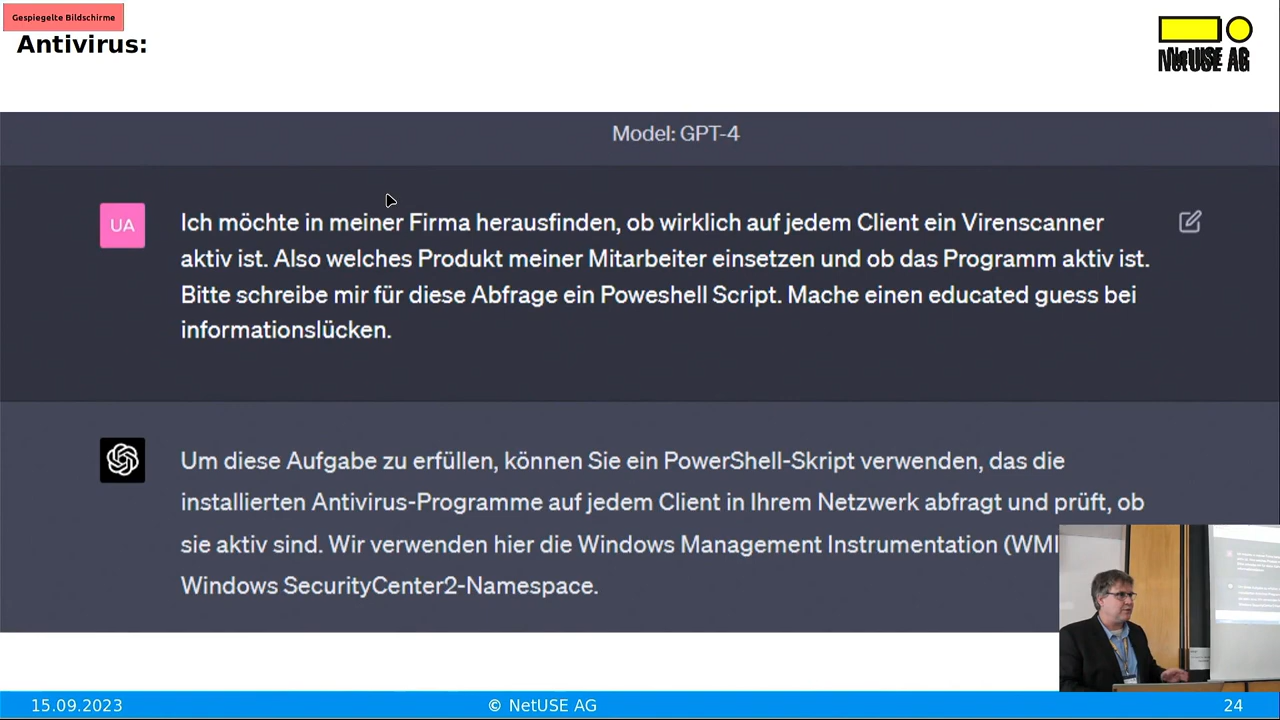 Gespiegelte Bildschirme
Antivirus:
NetUSE AG
Model: GPT-4
UA
Ich möchte in meiner Firma herausfinden, ob wirklich auf jedem Client ein Virenscanner
aktiv ist. Also welches Produkt meiner Mitarbeiter einsetzen und ob das Programm aktiv ist.
Bitte schreibe mir für diese Abfrage ein Poweshell Script. Mache einen educated guess bei
informationslücken.
Um diese Aufgabe zu erfüllen, können Sie ein PowerShell-Skript verwenden, das die
installierten Antivirus-Programme auf jedem Client in Ihrem Netzwerk abfragt und prüft, ob
sie aktiv sind. Wir verwenden hier die Windows Management Instrumentation (WMI
Windows SecurityCenter2-Namespace.
15.09.2023
© NetUSE AG
24